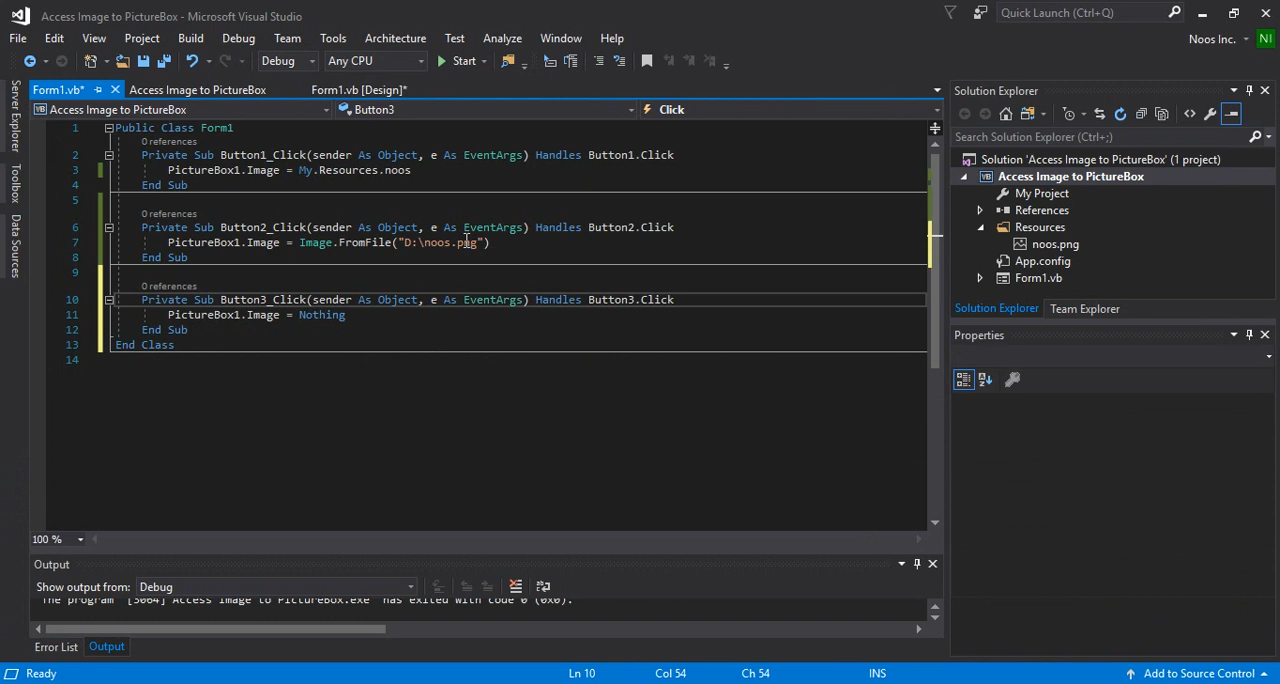 Access Image to PictureBox - Microsoft Visual Studio
Quick Launch (Ctrl+Q)
File Edit View Project Build Debug Team Tools Architecture Test Analyze Window Help
Noos Inc. NI
Debug Any CPU Start
Form1.vb* Access Image to PictureBox Form1.vb [Design]*
Solution Explorer
Access Image to PictureBox Button3 Click
Server Explorer
Toolbox
Data Sources
1 Public Class Form1
0 references
2 Private Sub Button1_Click(sender As Object, e As EventArgs) Handles Button1.Click
3 PictureBox1.Image = My.Resources.noos
4 End Sub
5
0 references
6 Private Sub Button2_Click(sender As Object, e As EventArgs) Handles Button2.Click
7 PictureBox1.Image = Image.FromFile("D:\noos.png")
8 End Sub
9
0 references
10 Private Sub Button3_Click(sender As Object, e As EventArgs) Handles Button3.Click
11 PictureBox1.Image = Nothing
12 End Sub
13 End Class
14
Search Solution Explorer (Ctrl+;)
Solution 'Access Image to PictureBox' (1 project)
VB Access Image to PictureBox
My Project
References
Resources
noos.png
App.config
Form1.vb
Solution Explorer Team Explorer
Properties
100 %
Output
Show output from: Debug
The program '[3064] Access Image to PictureBox.exe' has exited with code 0 (0x0).
Error List Output
Ready Ln 10 Col 54 Ch 54 INS Add to Source Control